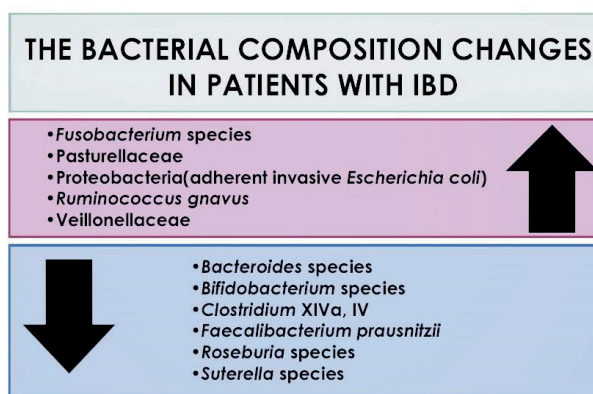 THE BACTERIAL COMPOSITION CHANGES
IN PATIENTS WITH IBD
•Fusobacterium species
•Pasturellaceae
•Proteobacteria(adherent invasive Escherichia coli)
•Ruminococcus gnavus
•Veillonellaceae
•Bacteroides species
•Bifidobacterium species
•Clostridium XIVa, IV
•Faecalibacterium prausnitzii
•Roseburia species
•Suterella species